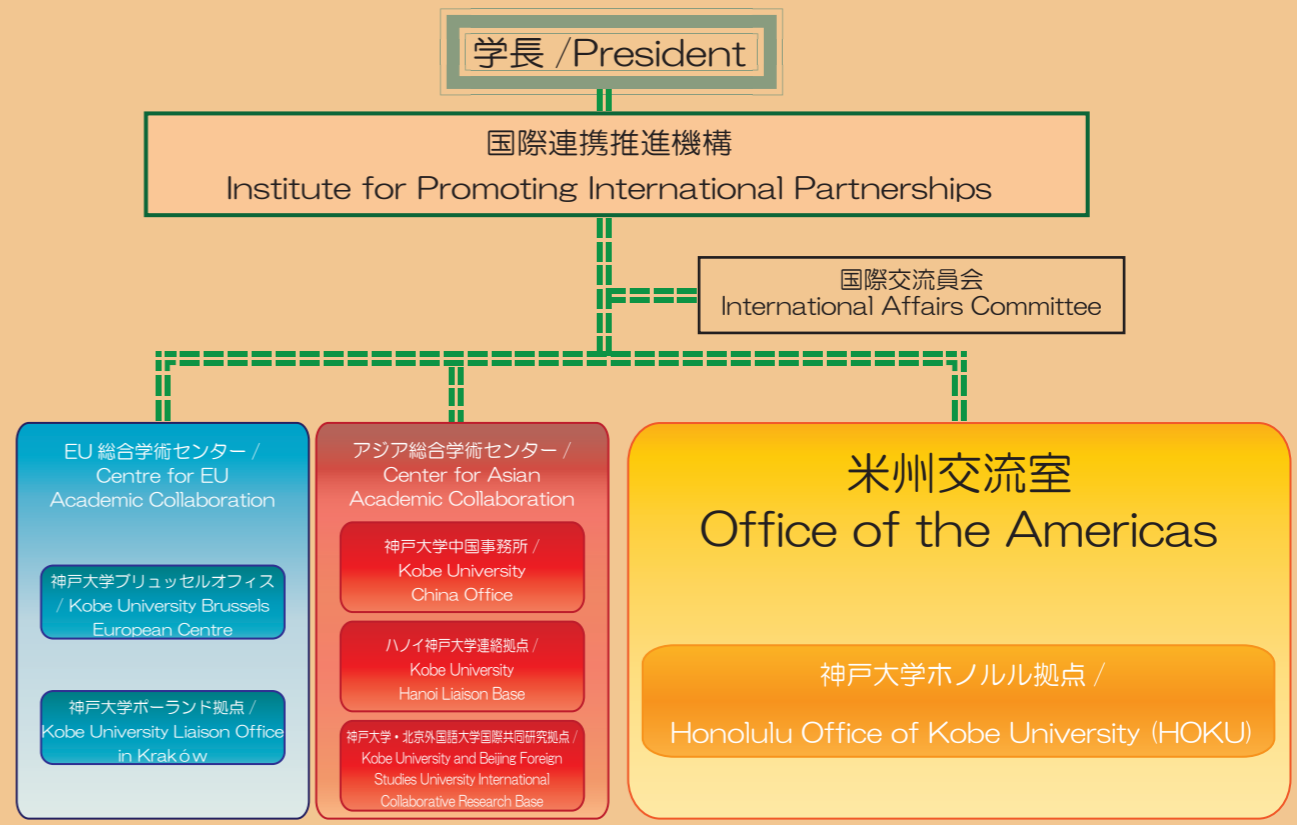 学長 /President
国際連携推進機構
Institute for Promoting International Partnerships
国際交流員会
International Affairs Committee
EU 総合学術センター /
Centre for EU
Academic Collaboration
神戸大学ブリュッセルオフィス
/ Kobe University Brussels
European Centre
神戸大学ポーランド拠点 /
Kobe University Liaison Office
in Kraków
アジア総合学術センター /
Center for Asian
Academic Collaboration
神戸大学中国事務所 /
Kobe University
China Office
ハノイ神戸大学連絡拠点 /
Kobe University
Hanoi Liaison Base
神戸大学・北京外国語大学国際共同研究拠点 /
Kobe University and Beijing Foreign
Studies University International
Collaborative Research Base
米州交流室
Office of the Americas
神戸大学ホノルル拠点 /
Honolulu Office of Kobe University (HOKU)